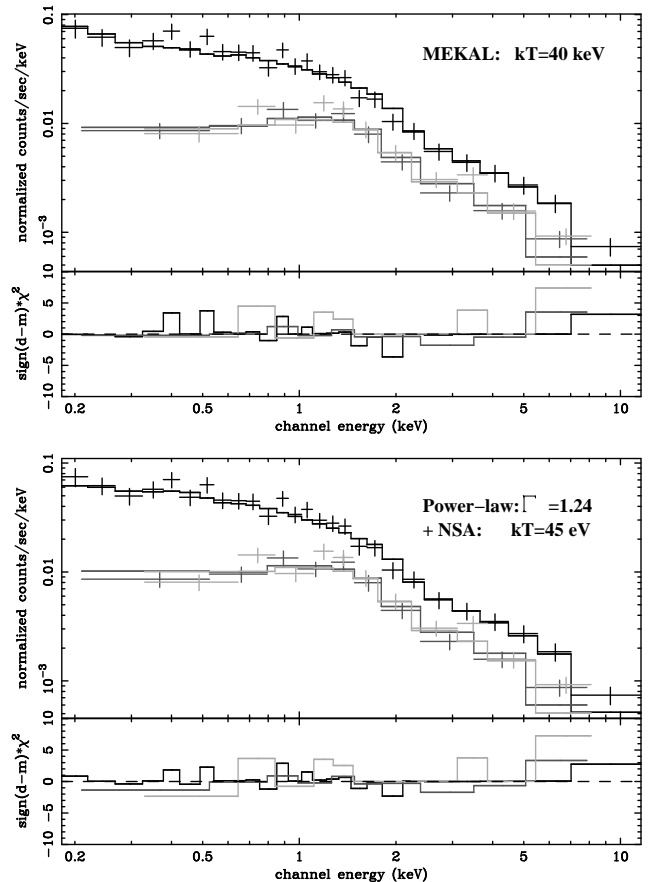 0.1
MEKAL: kT=40 keV
normalized counts/sec/keV
0.01
10⁻³
10
5
0
−5
−10
sign(d−m)*χ²
0.2 0.5 1 2 5 10
channel energy (keV)
0.1
Power−law: Γ =1.24
+ NSA: kT=45 eV
normalized counts/sec/keV
0.01
10⁻³
10
5
0
−5
−10
sign(d−m)*χ²
0.2 0.5 1 2 5 10
channel energy (keV)